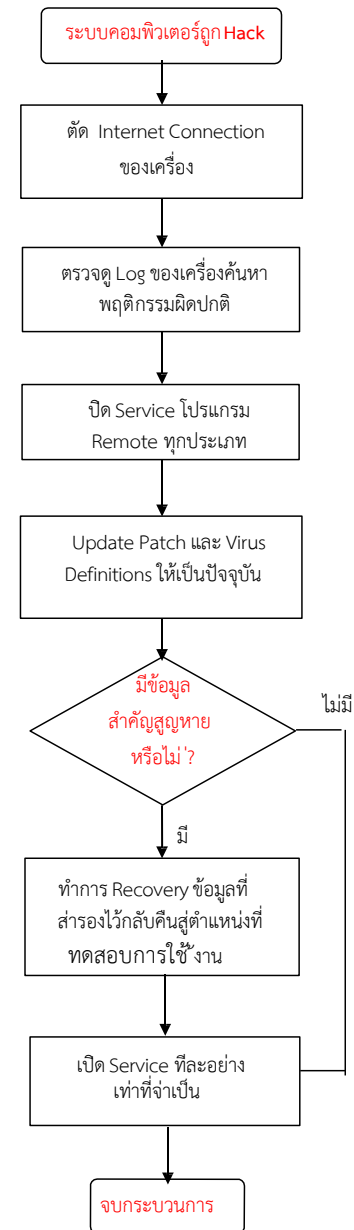 ระบบคอมพิวเตอร์ถูก Hack
ตัด Internet Connection
ของเครื่อง
ตรวจดู Log ของเครื่องค้นหา
พฤติกรรมผิดปกติ
ปิด Service โปรแกรม
Remote ทุกประเภท
Update Patch และ Virus
Definitions ให้เป็นปัจจุบัน
มีข้อมูล
สำคัญสูญหาย
หรือไม่ ?
ไม่มี
มี
ทำการ Recovery ข้อมูลที่
สำรองไว้กลับคืนสู่ตำแหน่งที่
ทดสอบการใช้งาน
เปิด Service ทีละอย่าง
เท่าที่จำเป็น
จบกระบวนการ